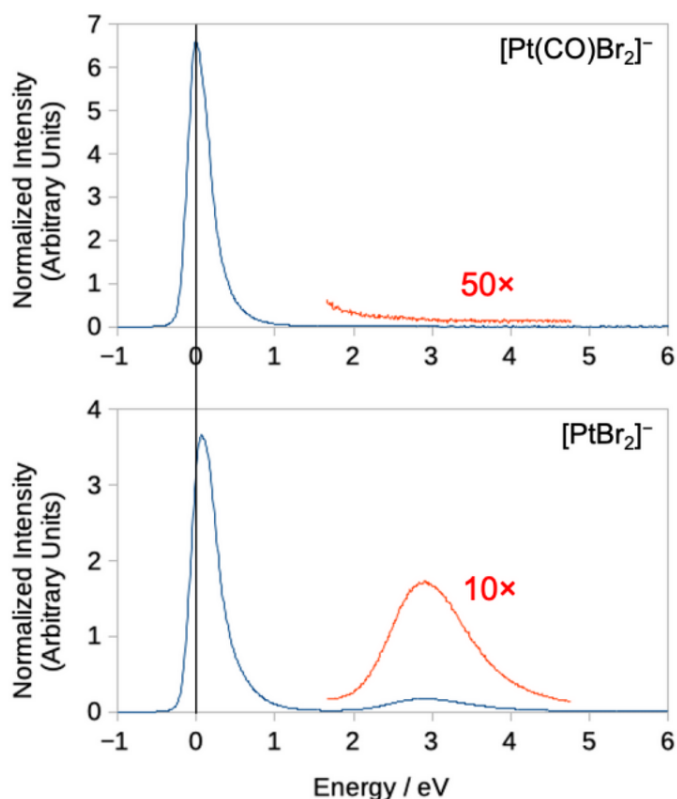 7
[Pt(CO)Br₂]⁻
6
5
4
3
2
1
0
50×
−1 0 1 2 3 4 5 6
Normalized Intensity
(Arbitrary Units)
4
[PtBr₂]⁻
3
2
1
0
10×
−1 0 1 2 3 4 5 6
Normalized Intensity
(Arbitrary Units)
Energy / eV